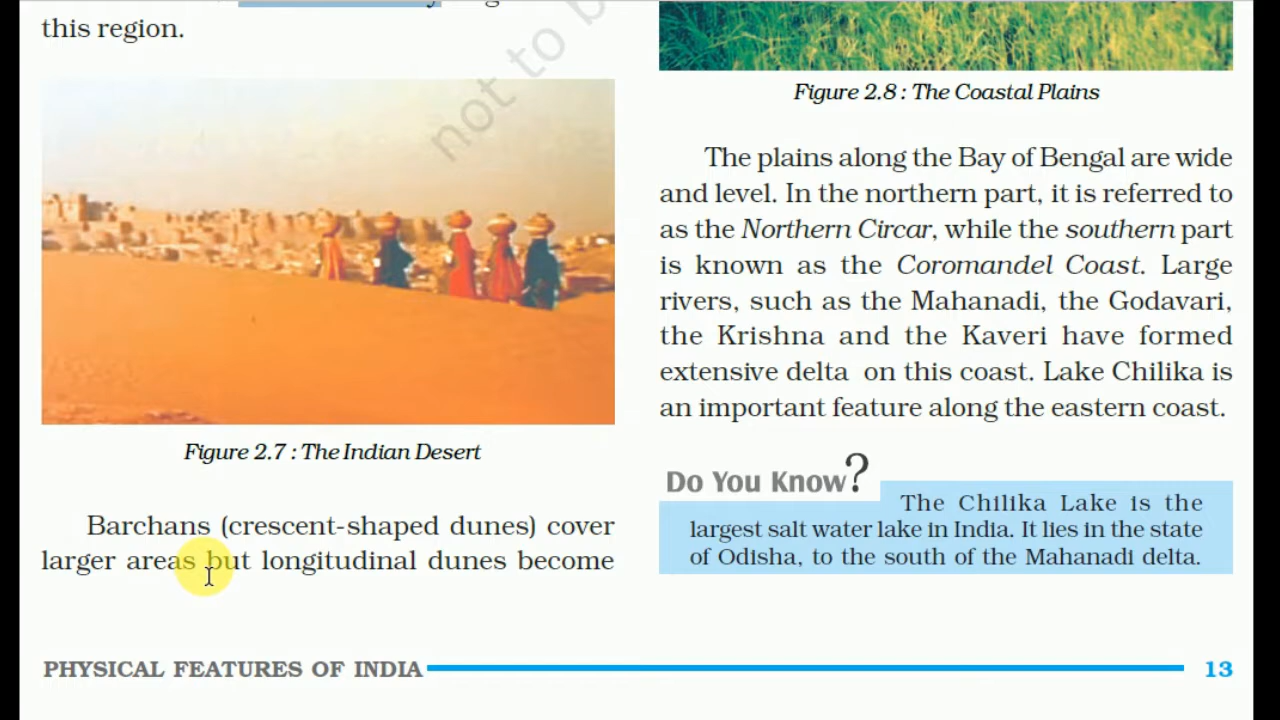 this region.
not to b
Figure 2.7 : The Indian Desert
Barchans (crescent-shaped dunes) cover
larger areas but longitudinal dunes become
Figure 2.8 : The Coastal Plains
The plains along the Bay of Bengal are wide
and level. In the northern part, it is referred to
as the Northern Circar, while the southern part
is known as the Coromandel Coast. Large
rivers, such as the Mahanadi, the Godavari,
the Krishna and the Kaveri have formed
extensive delta on this coast. Lake Chilika is
an important feature along the eastern coast.
Do You Know?
The Chilika Lake is the
largest salt water lake in India. It lies in the state
of Odisha, to the south of the Mahanadi delta.
PHYSICAL FEATURES OF INDIA 13